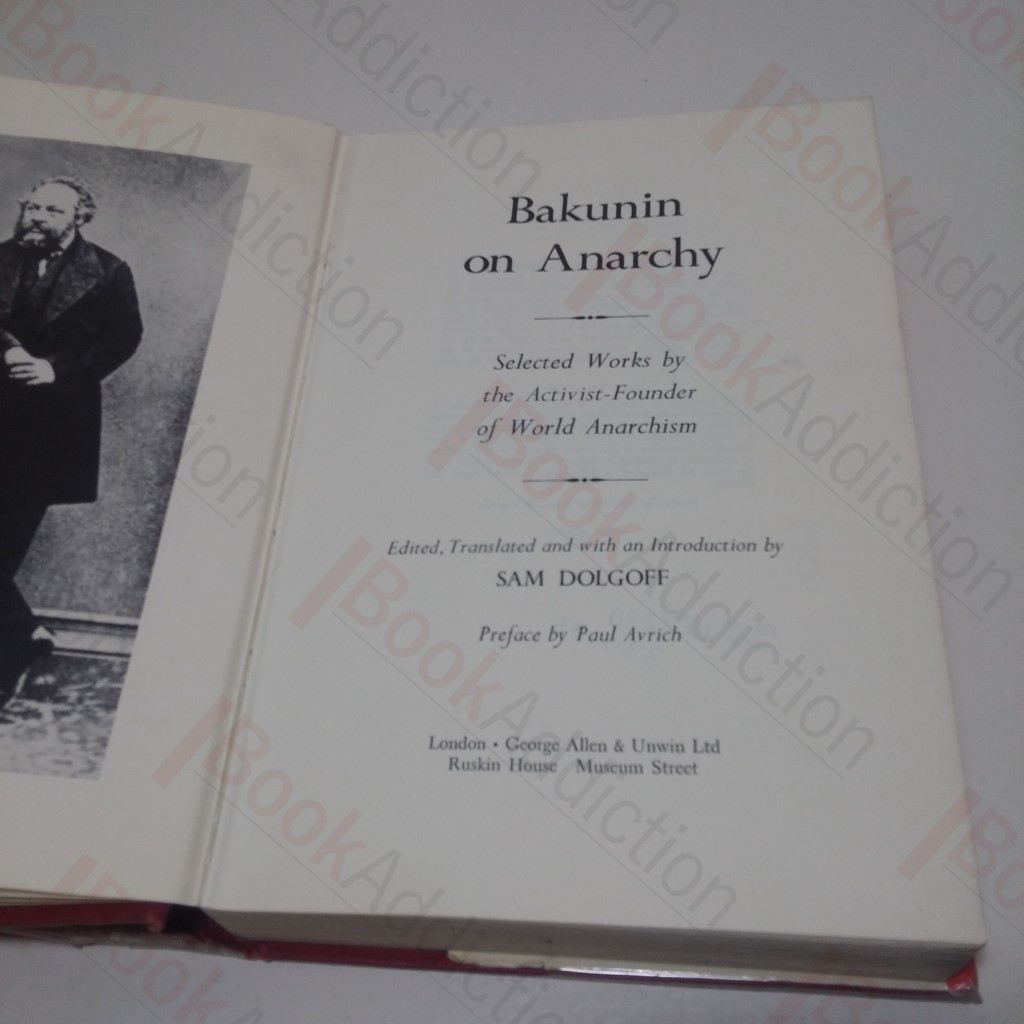 Bakunin
on Anarchy
Selected Works by
the Activist-Founder
of World Anarchism
Edited, Translated and with an Introduction by
SAM DOLGOFF
Preface by Paul Avrich
London • George Allen & Unwin Ltd
Ruskin House Museum Street
BookAddiction